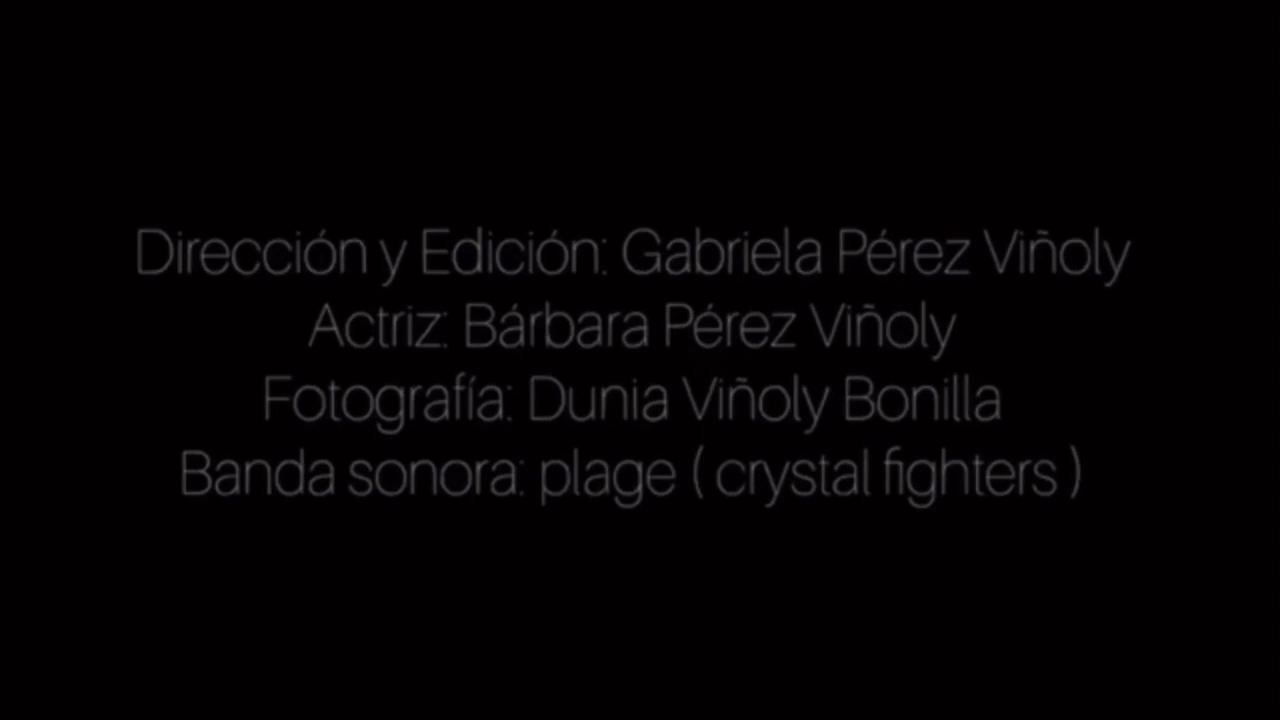 Dirección y Edición: Gabriela Pérez Viñoly
Actriz: Bárbara Pérez Viñoly
Fotografía: Dunia Viñoly Bonilla
Banda sonora: plage ( crystal fighters )